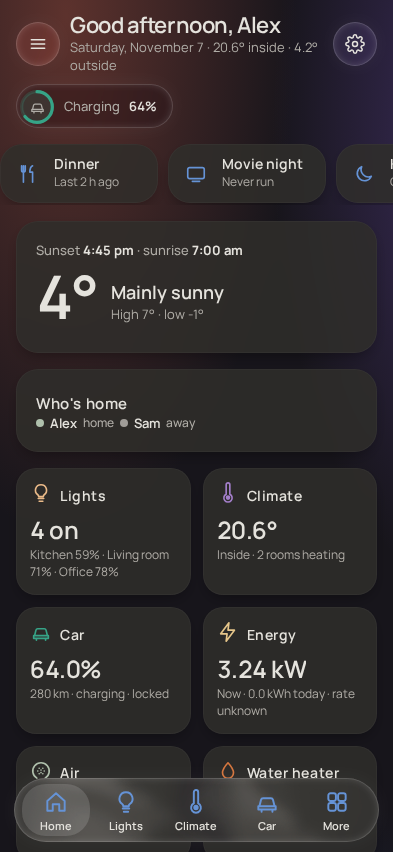 Good afternoon, Alex
Saturday, November 7 · 20.6° inside · 4.2°
outside
Charging 64%
Dinner
Last 2 h ago
Movie night
Never run
Sunset 4:45 pm · sunrise 7:00 am
4°
Mainly sunny
High 7° · low -1°
Who's home
Alex home Sam away
Lights
4 on
Kitchen 59% · Living room
71% · Office 78%
Climate
20.6°
Inside · 2 rooms heating
Car
64.0%
280 km · charging · locked
Energy
3.24 kW
Now · 0.0 kWh today · rate
unknown
Air
Water heater
Home
Lights
Climate
Car
More